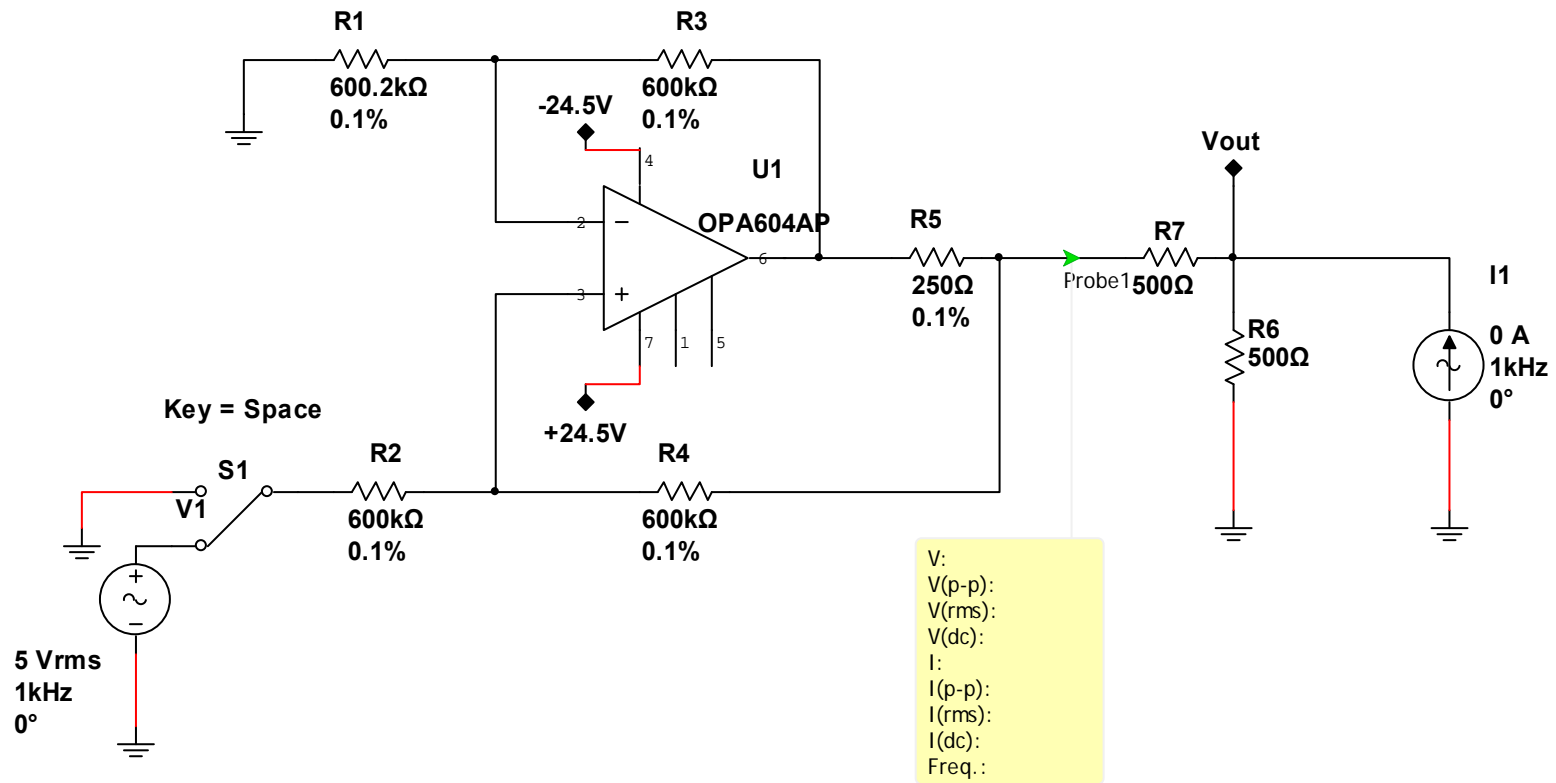 R1
600.2kΩ
0.1%
R3
600kΩ
0.1%
-24.5V
4
U1
OPA604AP
2
3
6
7
1
5
+24.5V
R5
250Ω
0.1%
Probe1
R7
500Ω
Vout
R6
500Ω
I1
0 A
1kHz
0°
Key = Space
S1
V1
5 Vrms
1kHz
0°
R2
600kΩ
0.1%
R4
600kΩ
0.1%
V:
V(p-p):
V(rms):
V(dc):
I:
I(p-p):
I(rms):
I(dc):
Freq.: